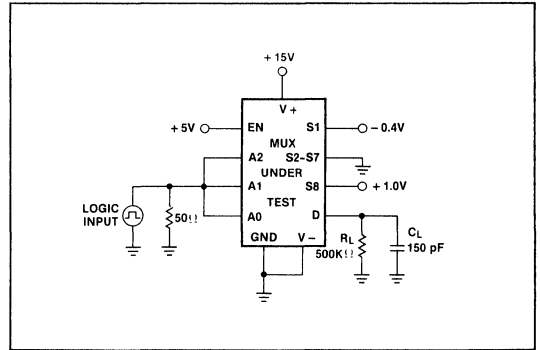 + 15V
V +
+ 5V EN S1 - 0.4V
MUX
A2 S2-S7
UNDER
A1 S8 + 1.0V
TEST
LOGIC INPUT
50Ω
A0 D
GND V -
RL 500KΩ
CL 150 pF